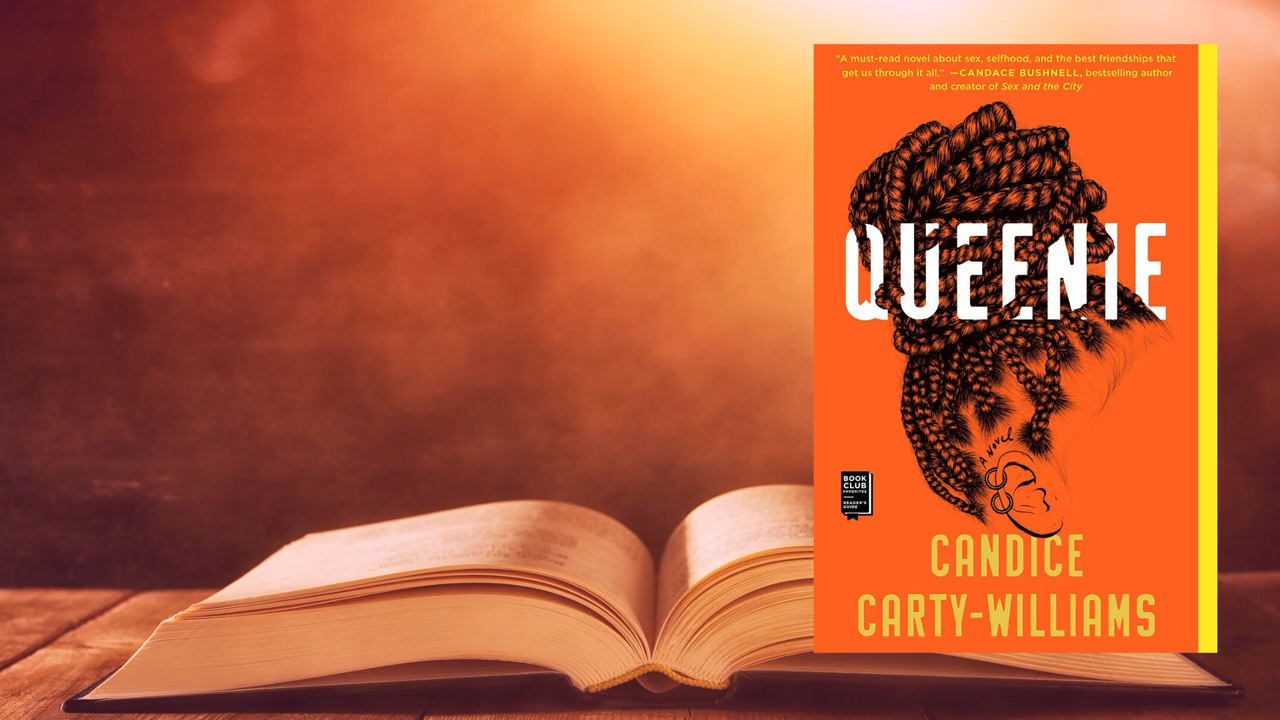 “A must-read novel about sex, selfhood, and the best friendships that
get us through it all.” —CANDACE BUSHNELL, bestselling author
and creator of Sex and the City
QUEENIE
A Novel
BOOK
CLUB
FAVORITES
READER'S
GUIDE
CANDICE
CARTY-WILLIAMS